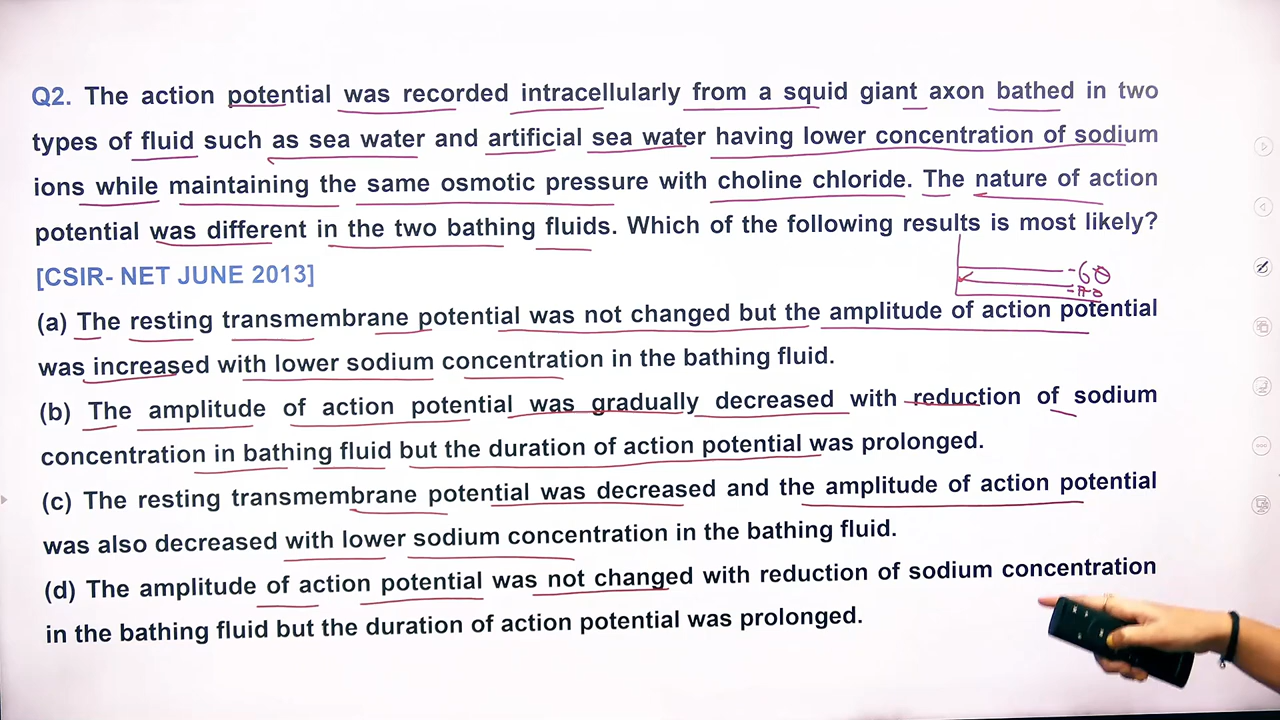 Q2. The action potential was recorded intracellularly from a squid giant axon bathed in two
types of fluid such as sea water and artificial sea water having lower concentration of sodium
ions while maintaining the same osmotic pressure with choline chloride. The nature of action
potential was different in the two bathing fluids. Which of the following results is most likely?
[CSIR- NET JUNE 2013]
-60
-70
(a) The resting transmembrane potential was not changed but the amplitude of action potential
was increased with lower sodium concentration in the bathing fluid.
(b) The amplitude of action potential was gradually decreased with reduction of sodium
concentration in bathing fluid but the duration of action potential was prolonged.
(c) The resting transmembrane potential was decreased and the amplitude of action potential
was also decreased with lower sodium concentration in the bathing fluid.
(d) The amplitude of action potential was not changed with reduction of sodium concentration
in the bathing fluid but the duration of action potential was prolonged.